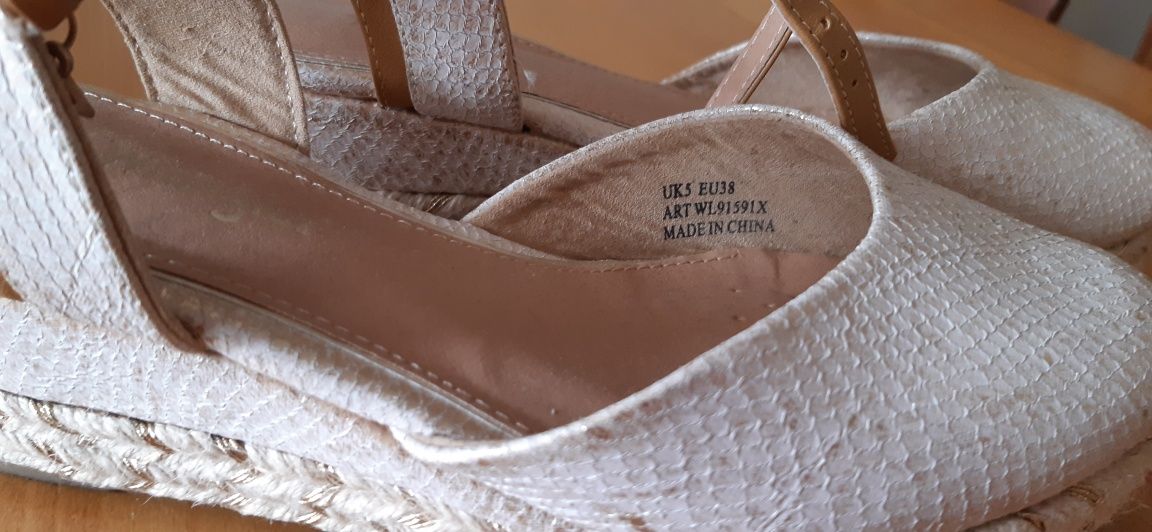 UK5 EU38
ART WL91591X
MADE IN CHINA